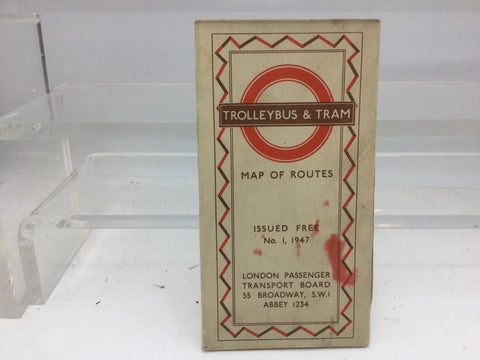 TROLLEYBUS & TRAM
MAP OF ROUTES
ISSUED FREE
No. 1, 1947
LONDON PASSENGER
TRANSPORT BOARD
55 BROADWAY, S.W.1
ABBEY 1234